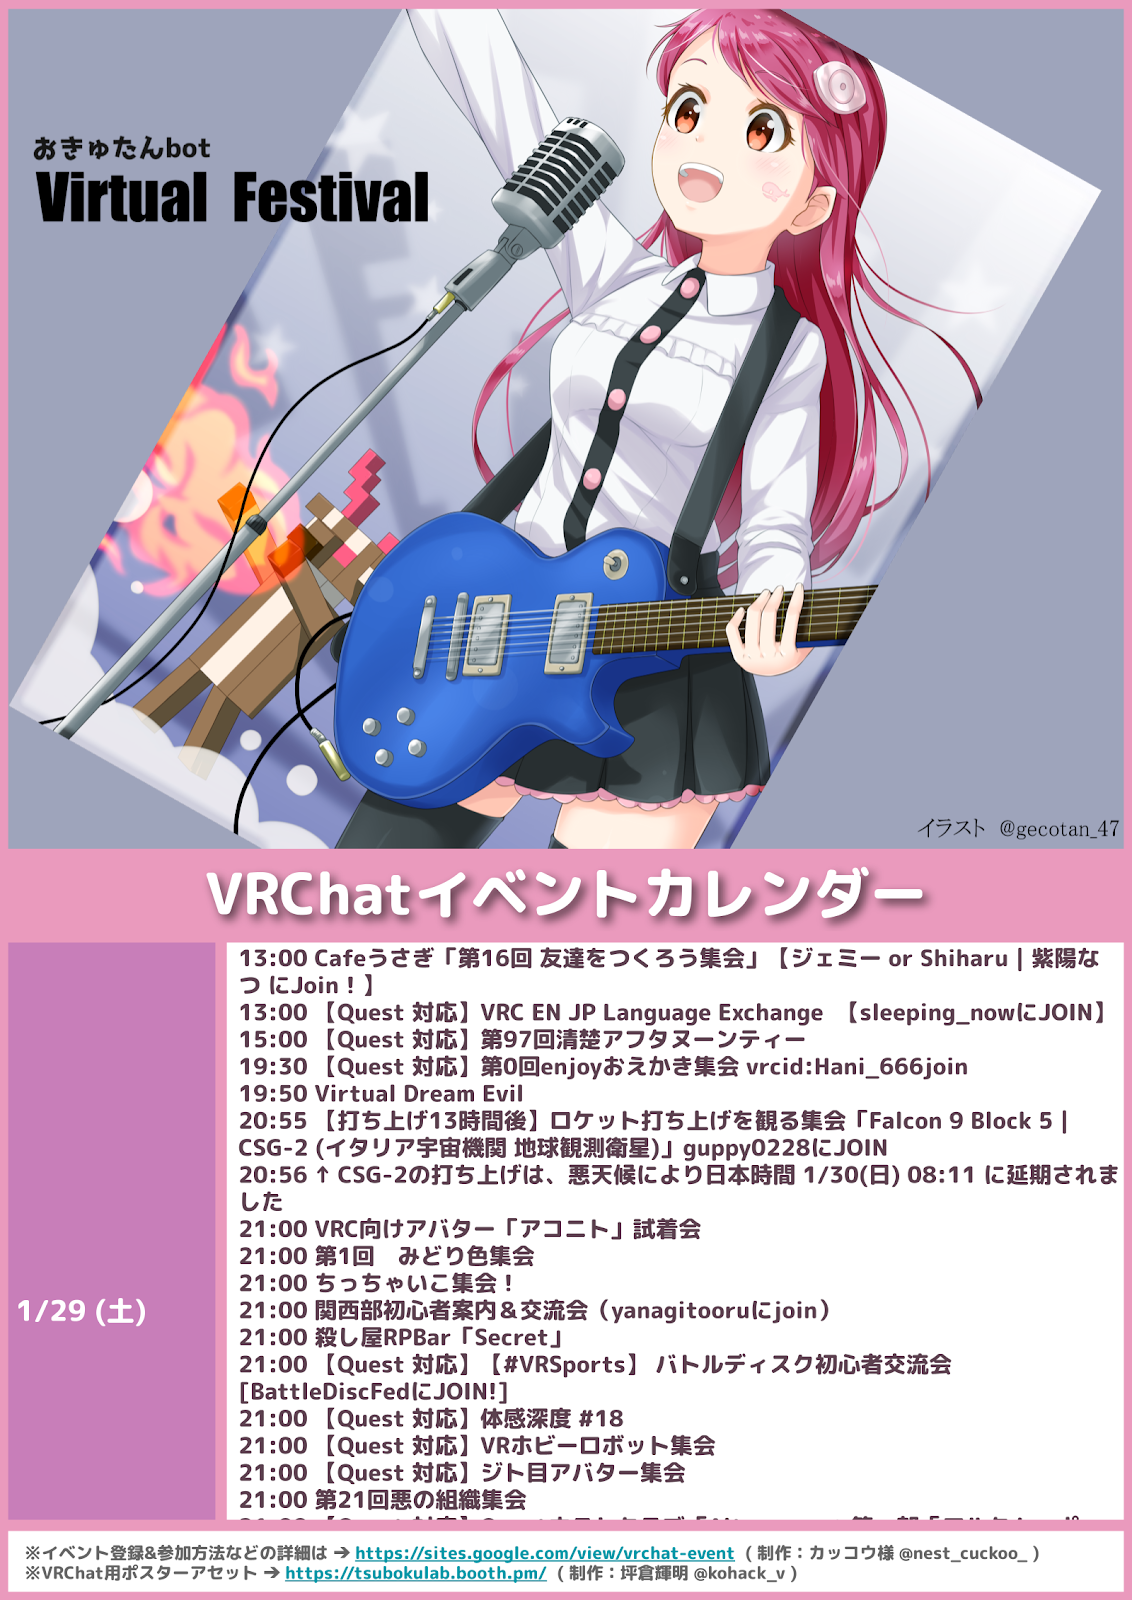 おきゅたんbot
Virtual Festival
イラスト @gecotan_47
VRChatイベントカレンダー
1/29 (土)
13:00 Cafeうさぎ「第16回 友達をつくろう集会」【ジェミー or Shiharu | 紫陽な
つ にJoin！】
13:00 【Quest 対応】VRC EN JP Language Exchange 【sleeping_nowにJOIN】
15:00 【Quest 対応】第97回清楚アフタヌーンティー
19:30 【Quest 対応】第0回enjoyおえかき集会 vrcid:Hani_666join
19:50 Virtual Dream Evil
20:55 【打ち上げ13時間後】ロケット打ち上げを観る集会「Falcon 9 Block 5 |
CSG-2 (イタリア宇宙機関 地球観測衛星)」guppy0228にJOIN
20:56 ↑ CSG-2の打ち上げは、悪天候により日本時間 1/30(日) 08:11 に延期されま
した
21:00 VRC向けアバター「アコニト」試着会
21:00 第1回　みどり色集会
21:00 ちっちゃいこ集会！
21:00 関西部初心者案内＆交流会（yanagitooruにjoin）
21:00 殺し屋RPBar「Secret」
21:00 【Quest 対応】【#VRSports】 バトルディスク初心者交流会
[BattleDiscFedにJOIN!]
21:00 【Quest 対応】体感深度 #18
21:00 【Quest 対応】VRホビーロボット集会
21:00 【Quest 対応】ジト目アバター集会
21:00 第21回悪の組織集会
※イベント登録&参加方法などの詳細は → https://sites.google.com/view/vrchat-event ( 制作：カッコウ様 @nest_cuckoo_ )
※VRChat用ポスターアセット → https://tsubokulab.booth.pm/ ( 制作：坪倉輝明 @kohack_v )